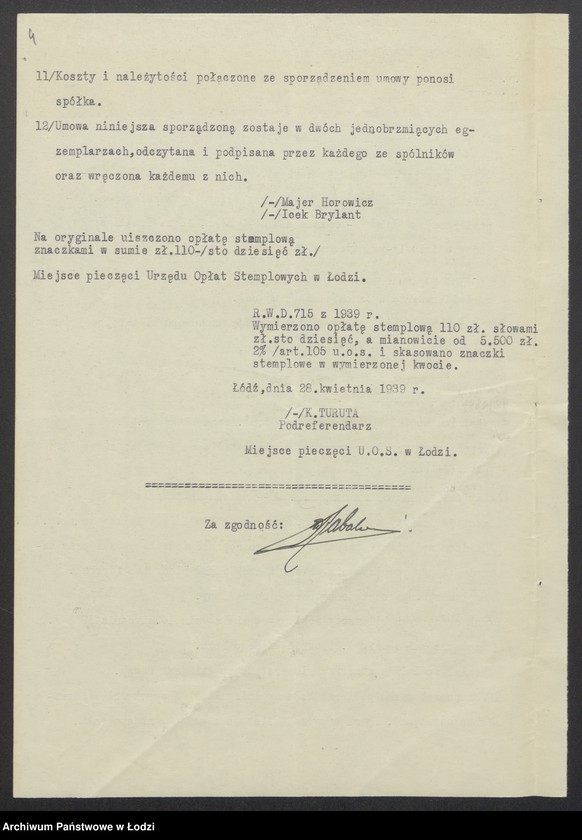 4
11/Koszty i należytości połączone ze sporządzeniem umowy ponosi
spółka.
12/Umowa niniejsza sporządzoną zostaje w dwóch jednobrzmiących eg-
zemplarzach,odczytana i podpisana przez każdego ze spólników
oraz wręczona każdemu z nich.
/-/Majer Horowicz
/-/Icek Brylant
Na oryginale uiszczono opłatę stemplową
znaczkami w sumie zł.110-/sto dziesięć zł./
Miejsce pieczęci Urzędu Opłat Stemplowych w Łodzi.
R.W.D.715 z 1939 r.
Wymierzono opłatę stemplową 110 zł. słowami
zł.sto dziesięć, a mianowicie od 5.500 zł.
2% /art.105 u.o.s. i skasowano znaczki
stemplowe w wymierzonej kwocie.
Łódź,dnia 28.kwietnia 1939 r.
/-/K.TURUTA
Podreferendarz
Miejsce pieczęci U.O.S. w Łodzi.
Za zgodność:
Archiwum Państwowe w Łodzi